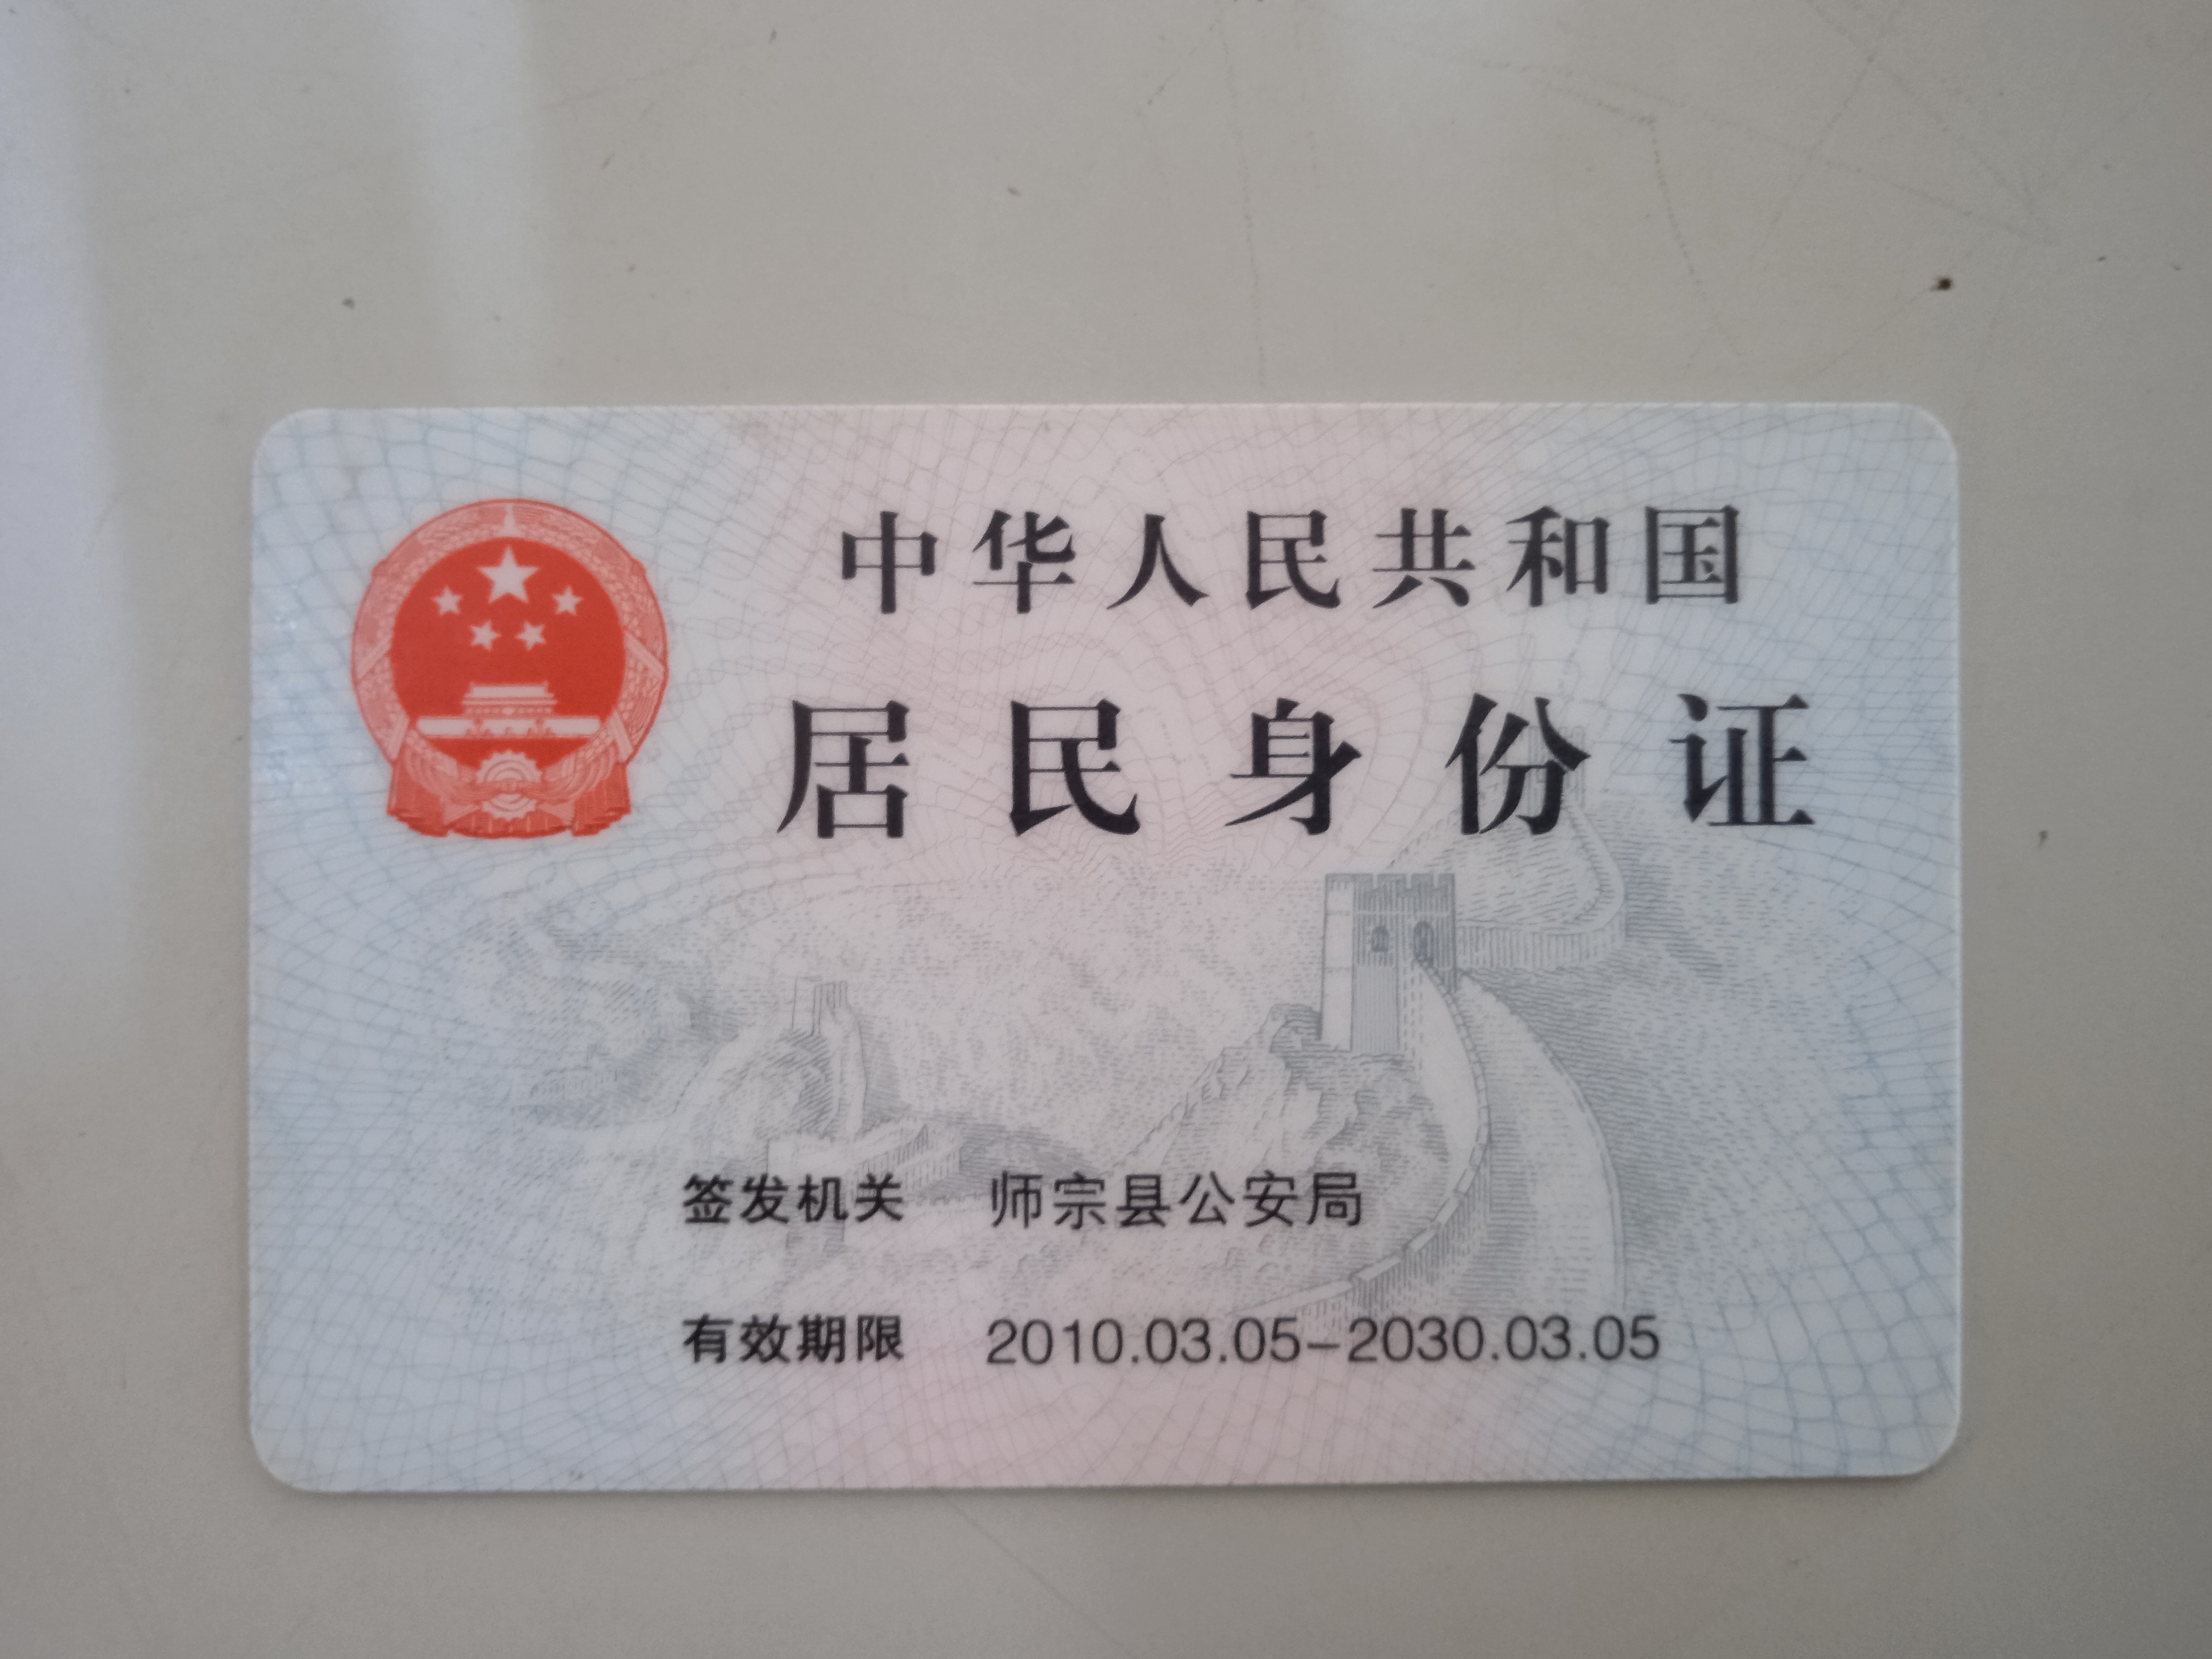 中华人民共和国
居民身份证
签发机关 师宗县公安局
有效期限 2010.03.05-2030.03.05